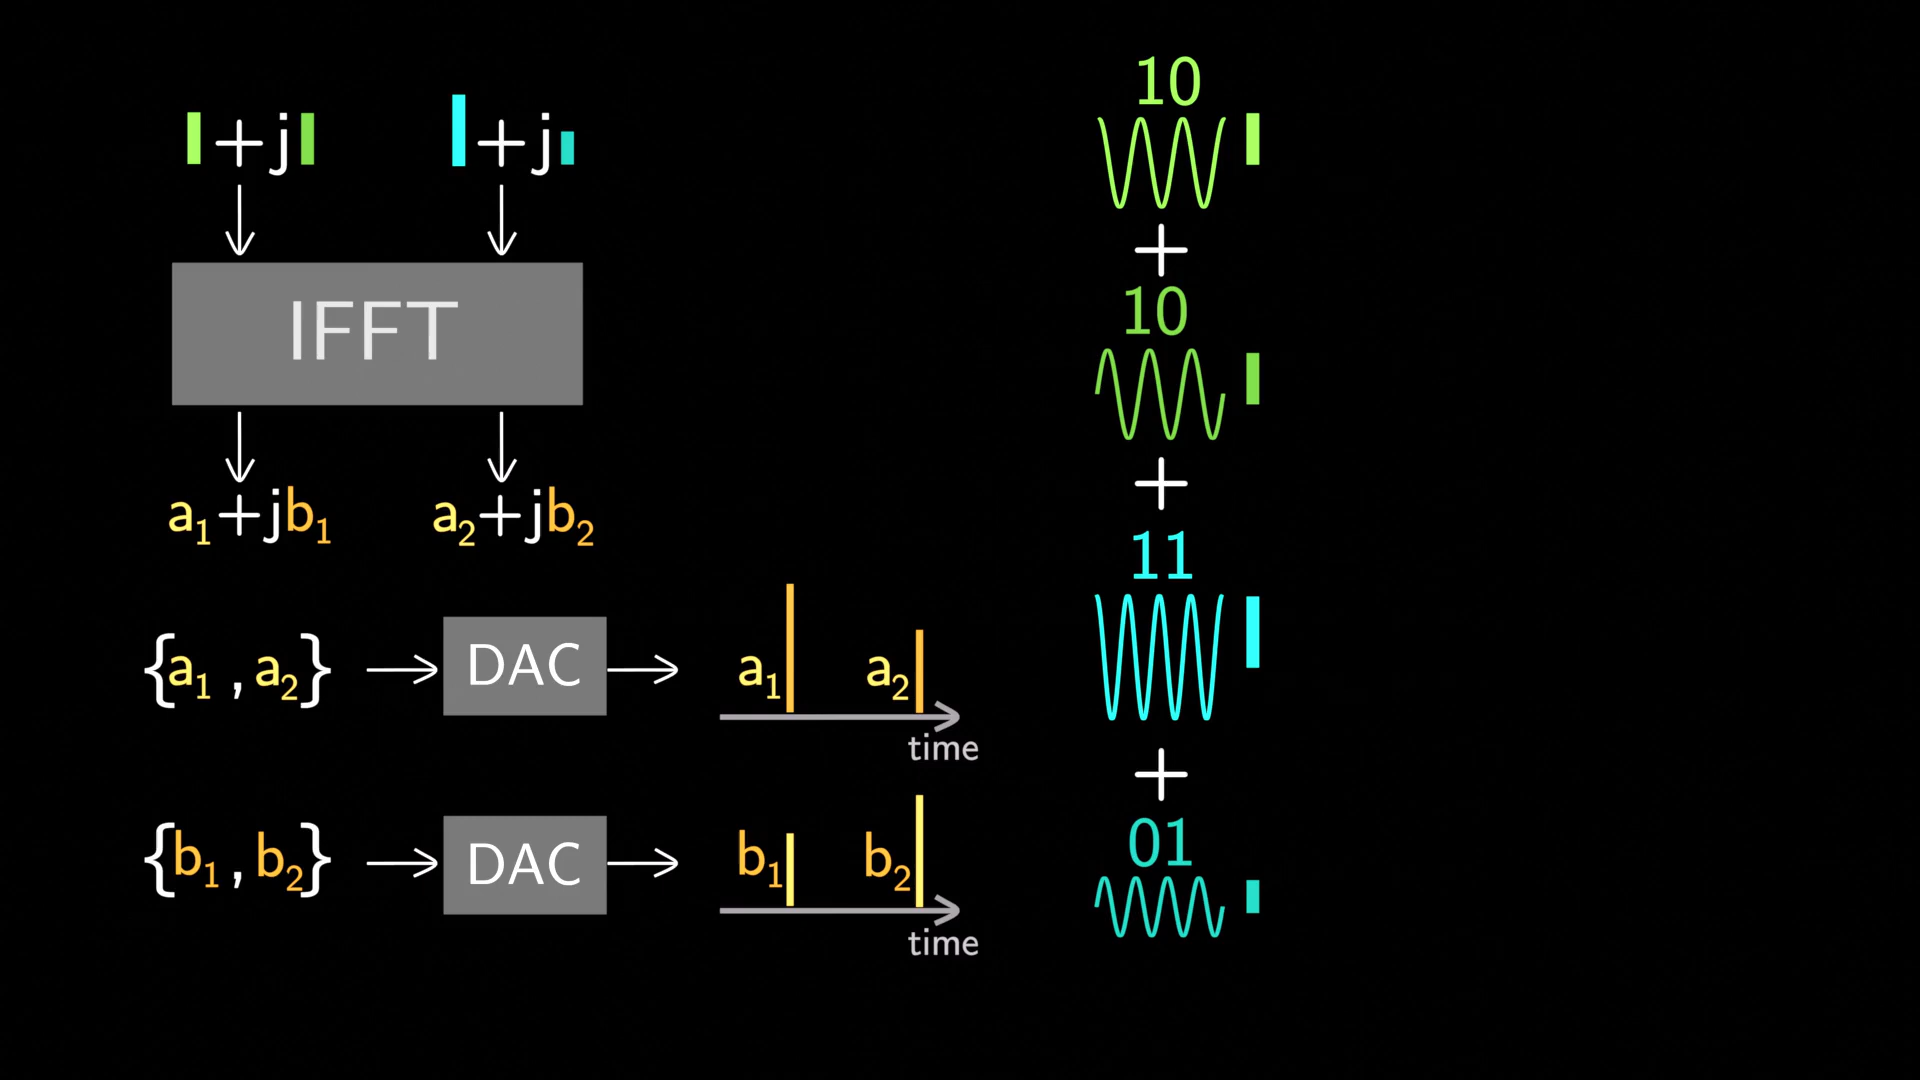 +j +j
IFFT
a₁+jb₁ a₂+jb₂
{a₁ , a₂} DAC a₁ a₂
time
{b₁ , b₂} DAC b₁ b₂
time
10
+
10
+
11
+
01